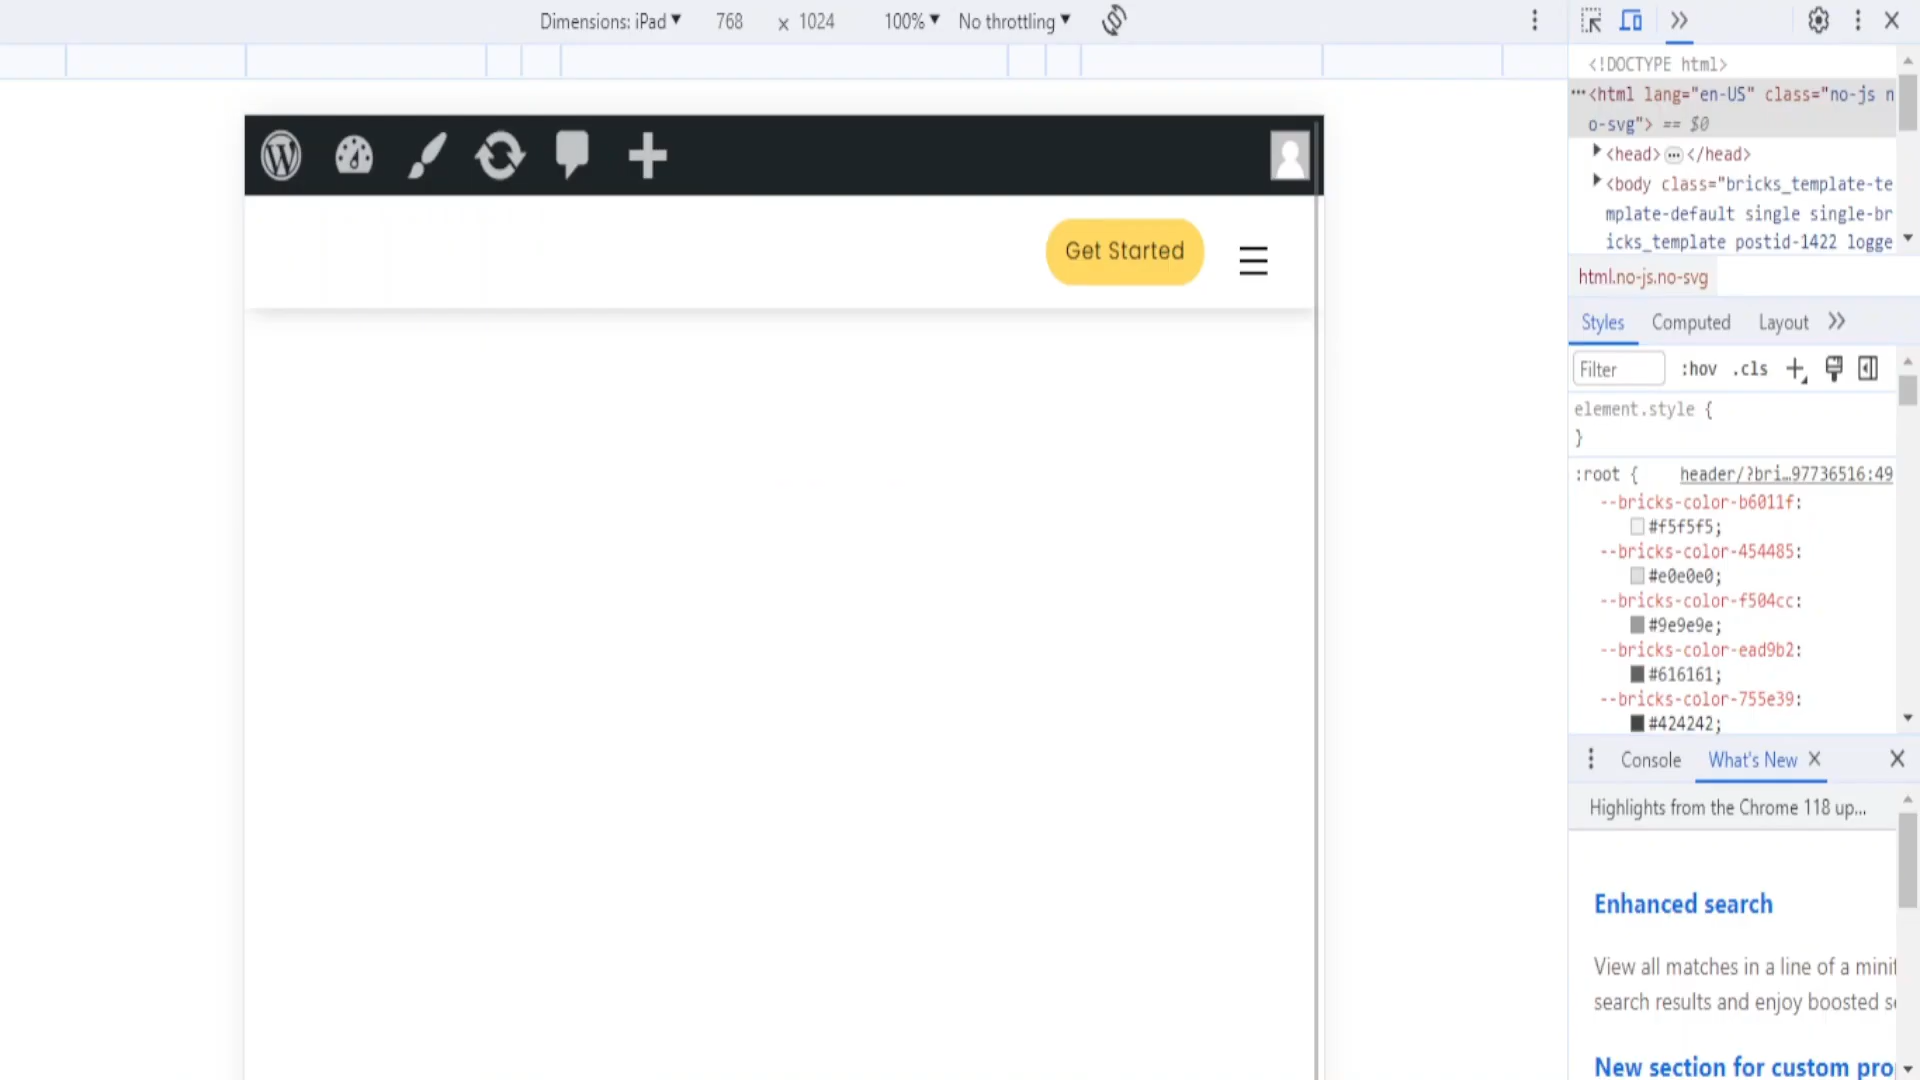 Dimensions: iPad 768 x 1024 100% No throttling
Get Started
<!DOCTYPE html>
<html lang="en-US" class="no-js n
o-svg"> == $0
<head> </head>
<body class="bricks_template-te
mplate-default single single-br
icks_template postid-1422 logge
html.no-js.no-svg
Styles Computed Layout
Filter :hov .cls
element.style {
}
:root { header/?bri…97736516:49
--bricks-color-b6011f:
#f5f5f5;
--bricks-color-454485:
#e0e0e0;
--bricks-color-f504cc:
#9e9e9e;
--bricks-color-ead9b2:
#616161;
--bricks-color-755e39:
#424242;
Console What's New
Highlights from the Chrome 118 up...
Enhanced search
View all matches in a line of a minif
search results and enjoy boosted s
New section for custom pro